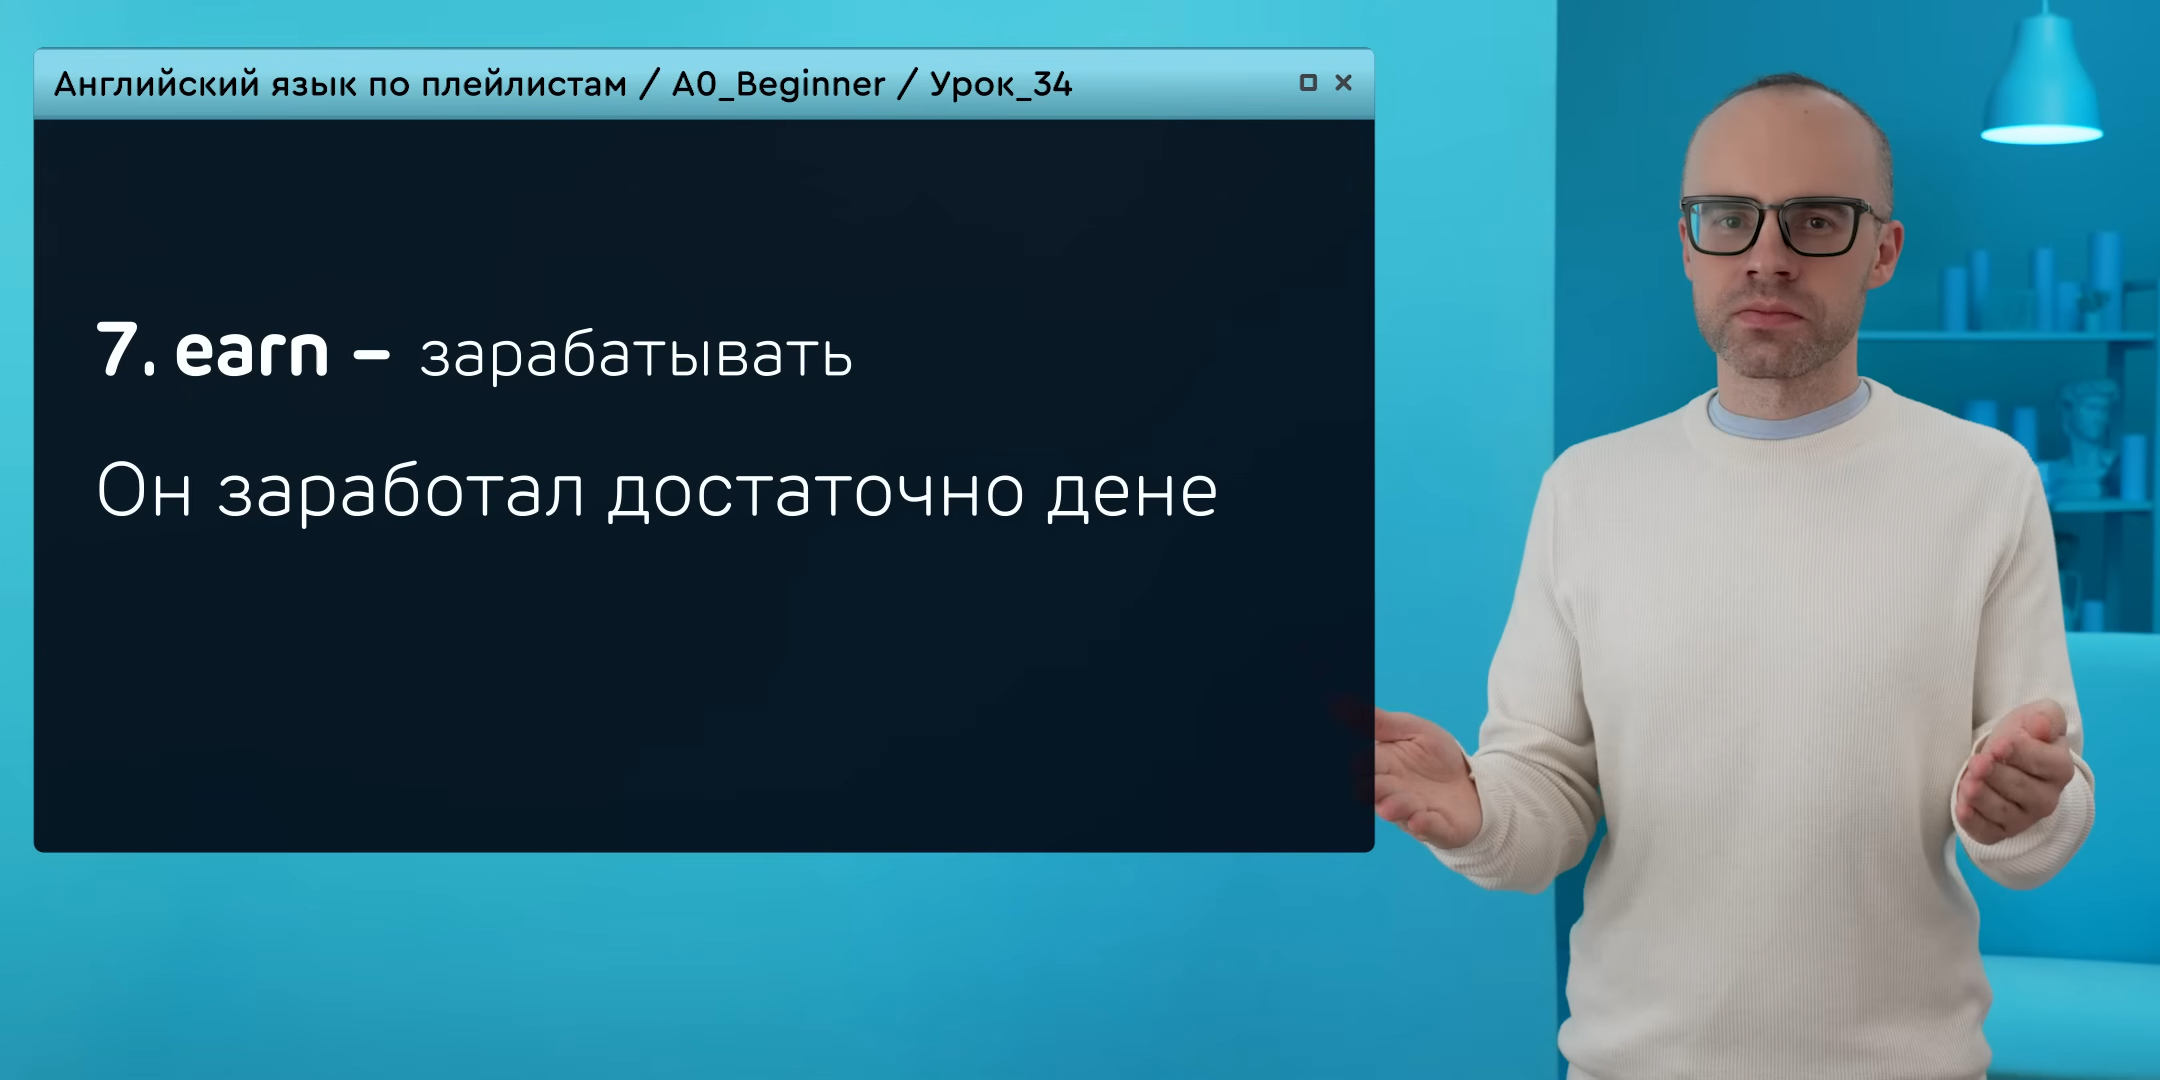 Английский язык по плейлистам / A0_Beginner / Урок_34
7. earn – зарабатывать
Он заработал достаточно дене